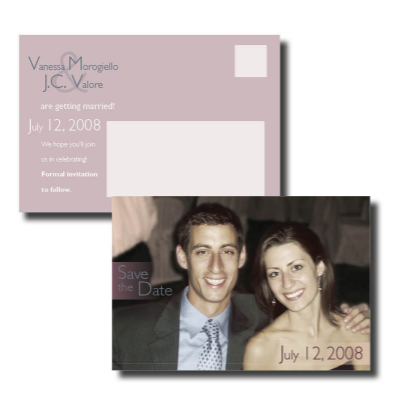 Vanessa & Morogiello
J.C. Valore
are getting married!
July 12, 2008
We hope you'll join
us in celebrating!
Formal invitation
to follow.
Save
the Date
July 12, 2008